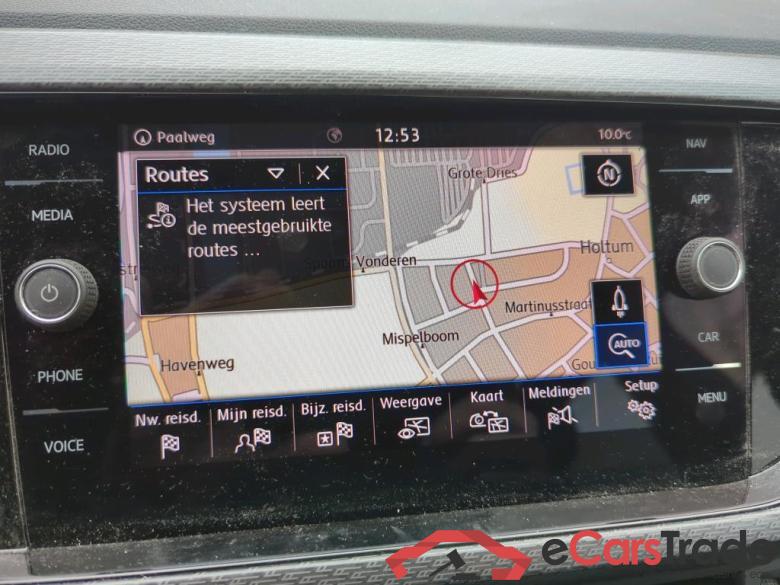 RADIO
MEDIA
PHONE
VOICE
Paalweg
12:53
10.0°c
NAV
APP
CAR
MENU
Routes
Het systeem leert
de meestgebruikte
routes ...
Grote Dries
N
Holtum
Vonderen
Martinusstraat
Mispelboom
Havenweg
AUTO
Nw. reisd.
Mijn reisd.
Bijz. reisd.
Weergave
Kaart
Meldingen
Setup
eCarsTrade